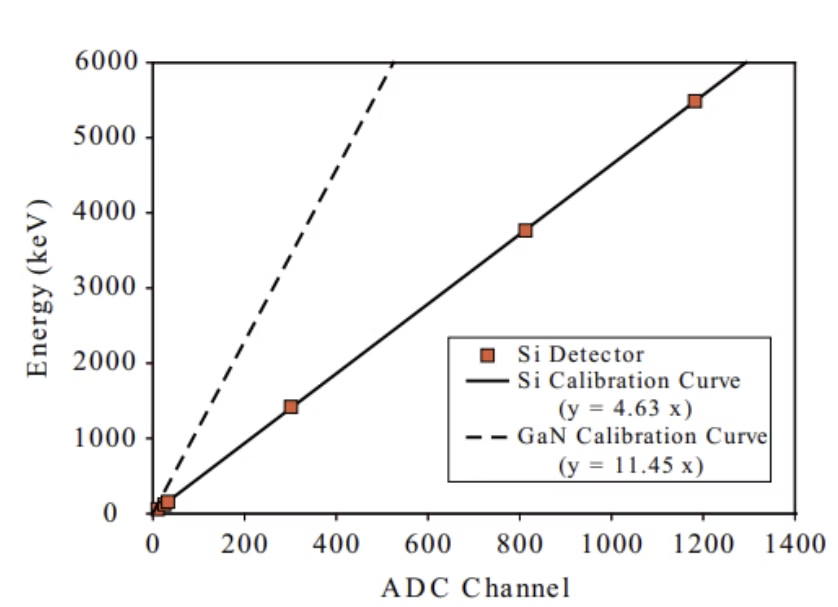 6000
5000
4000
3000
2000
1000
0
Energy (keV)
0 200 400 600 800 1000 1200 1400
ADC Channel
Si Detector
Si Calibration Curve
(y = 4.63 x)
GaN Calibration Curve
(y = 11.45 x)